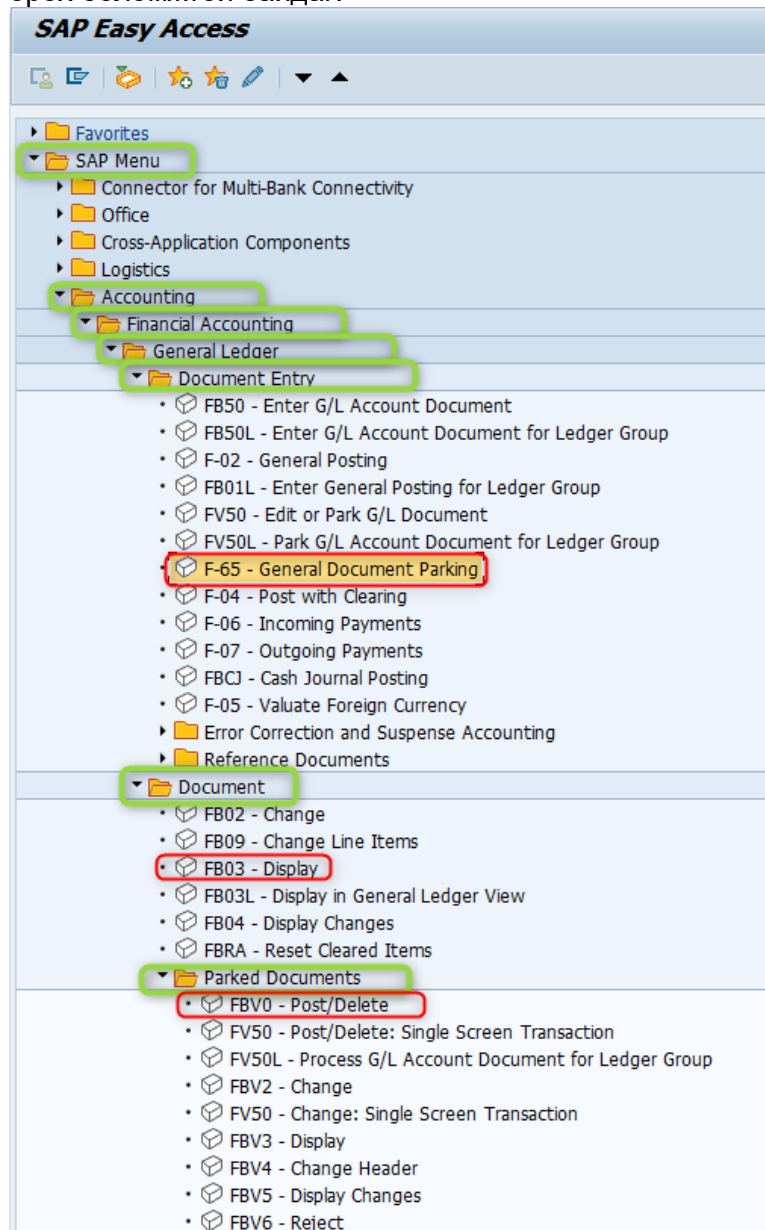 SAP Easy Access
Favorites
SAP Menu
Connector for Multi-Bank Connectivity
Office
Cross-Application Components
Logistics
Accounting
Financial Accounting
General Ledger
Document Entry
FB50 - Enter G/L Account Document
FB50L - Enter G/L Account Document for Ledger Group
F-02 - General Posting
FB01L - Enter General Posting for Ledger Group
FV50 - Edit or Park G/L Document
FV50L - Park G/L Account Document for Ledger Group
F-65 - General Document Parking
F-04 - Post with Clearing
F-06 - Incoming Payments
F-07 - Outgoing Payments
FBCJ - Cash Journal Posting
F-05 - Valuate Foreign Currency
Error Correction and Suspense Accounting
Reference Documents
Document
FB02 - Change
FB09 - Change Line Items
FB03 - Display
FB03L - Display in General Ledger View
FB04 - Display Changes
FBRA - Reset Cleared Items
Parked Documents
FBV0 - Post/Delete
FV50 - Post/Delete: Single Screen Transaction
FV50L - Process G/L Account Document for Ledger Group
FBV2 - Change
FV50 - Change: Single Screen Transaction
FBV3 - Display
FBV4 - Change Header
FBV5 - Display Changes
FBV6 - Reject